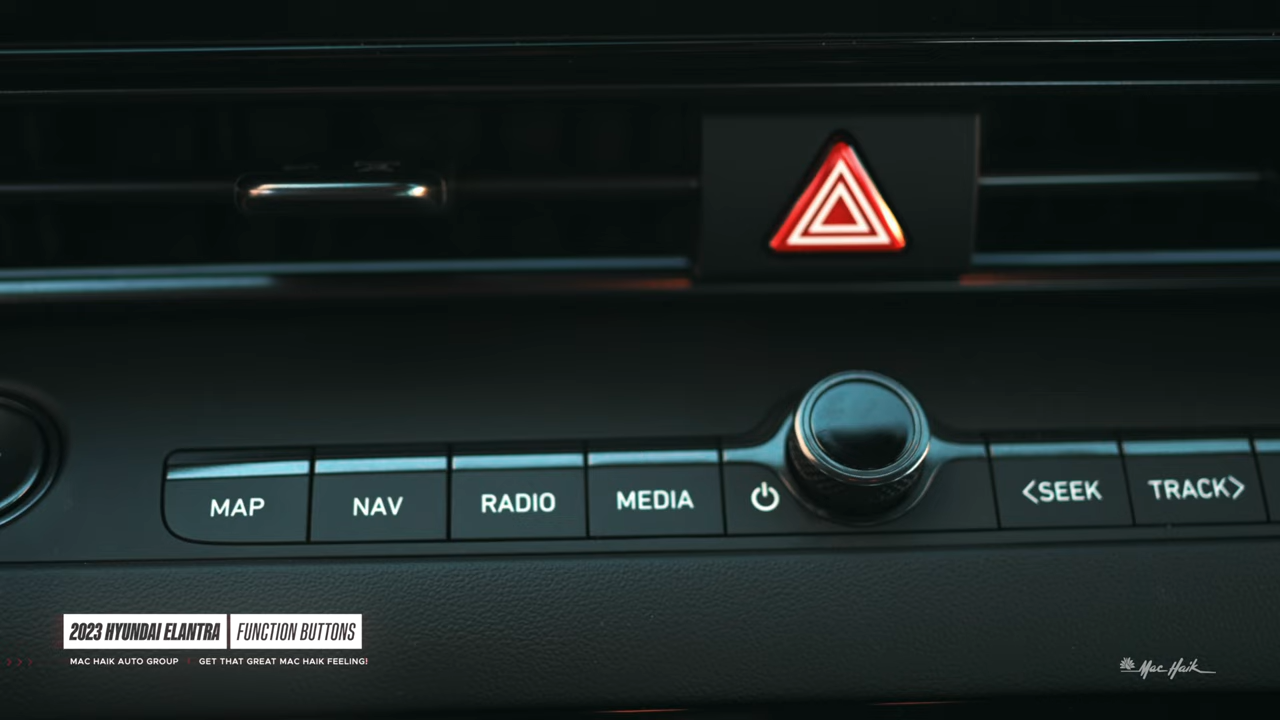 MAP NAV RADIO MEDIA <SEEK TRACK>
2023 HYUNDAI ELANTRA FUNCTION BUTTONS
MAC HAIK AUTO GROUP GET THAT GREAT MAC HAIK FEELING!
Mac Haik